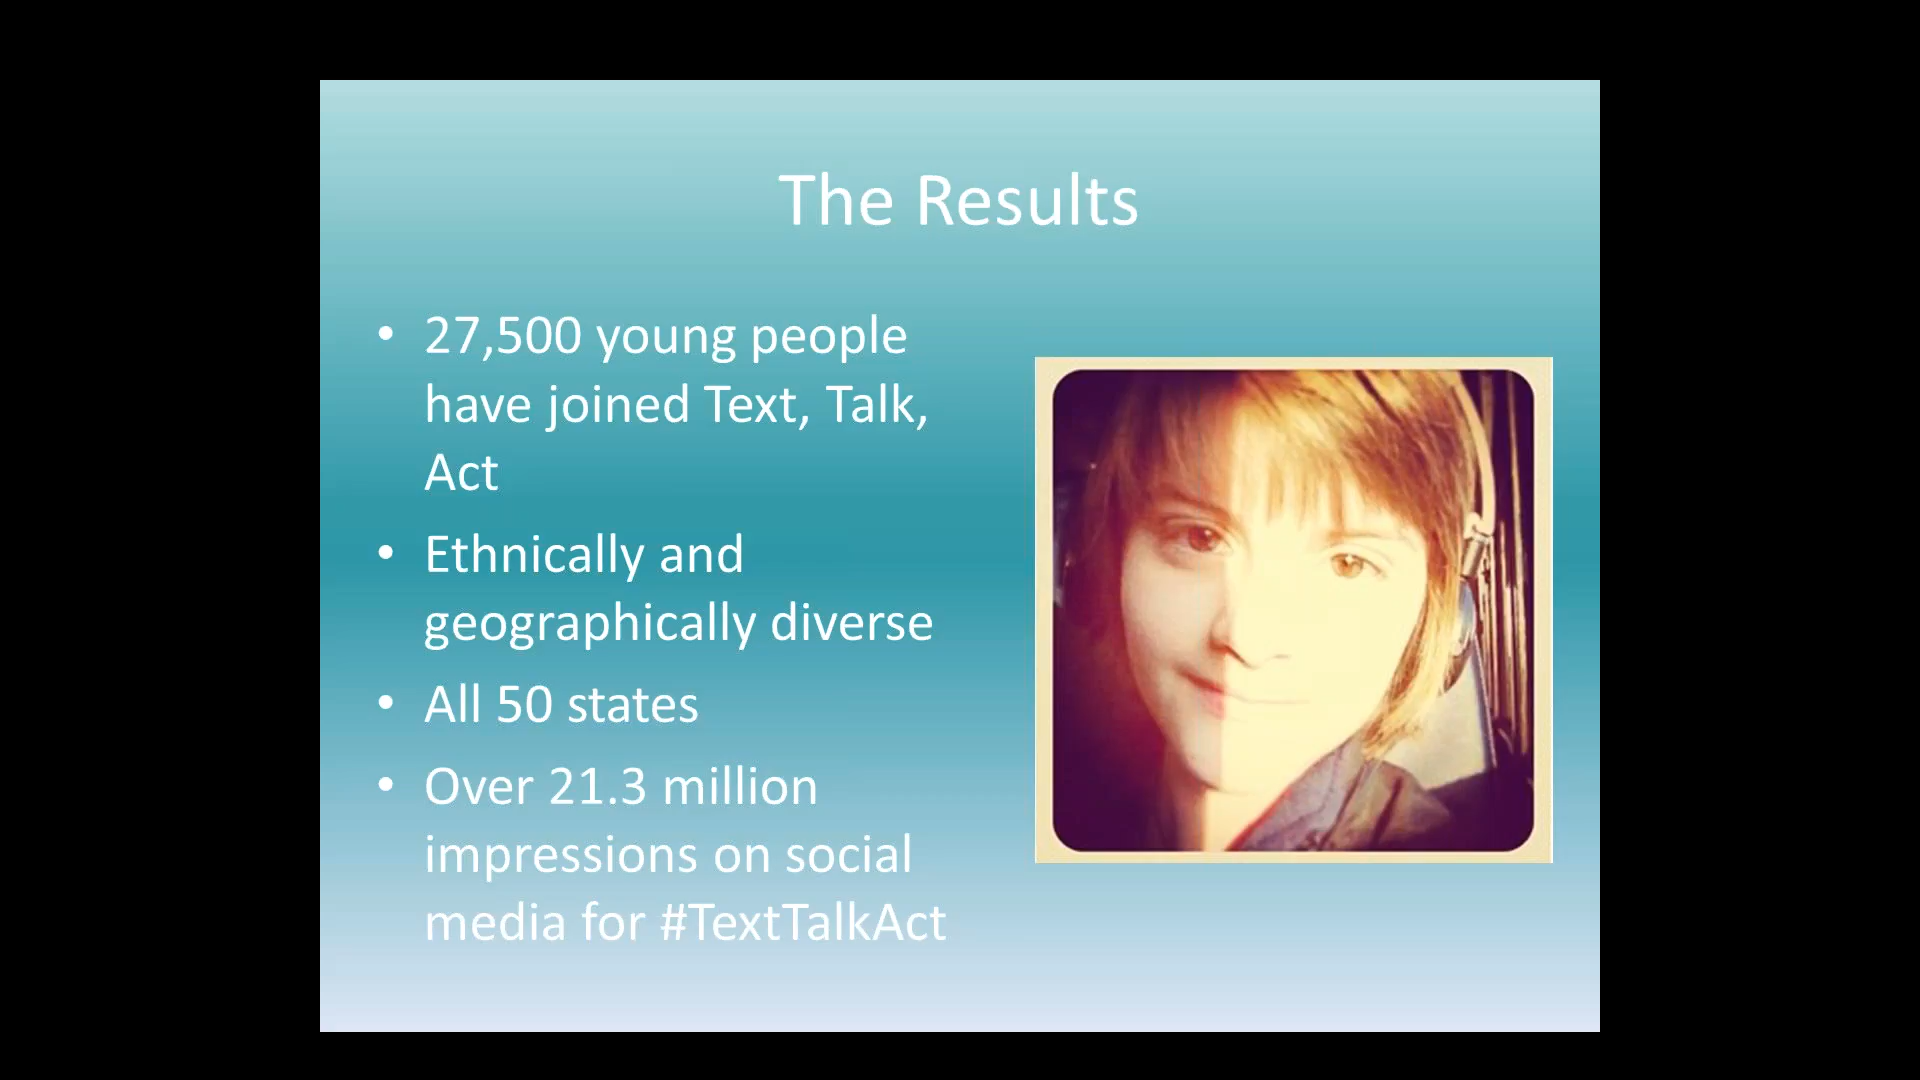 The Results
• 27,500 young people
have joined Text, Talk,
Act
• Ethnically and
geographically diverse
• All 50 states
• Over 21.3 million
impressions on social
media for #TextTalkAct